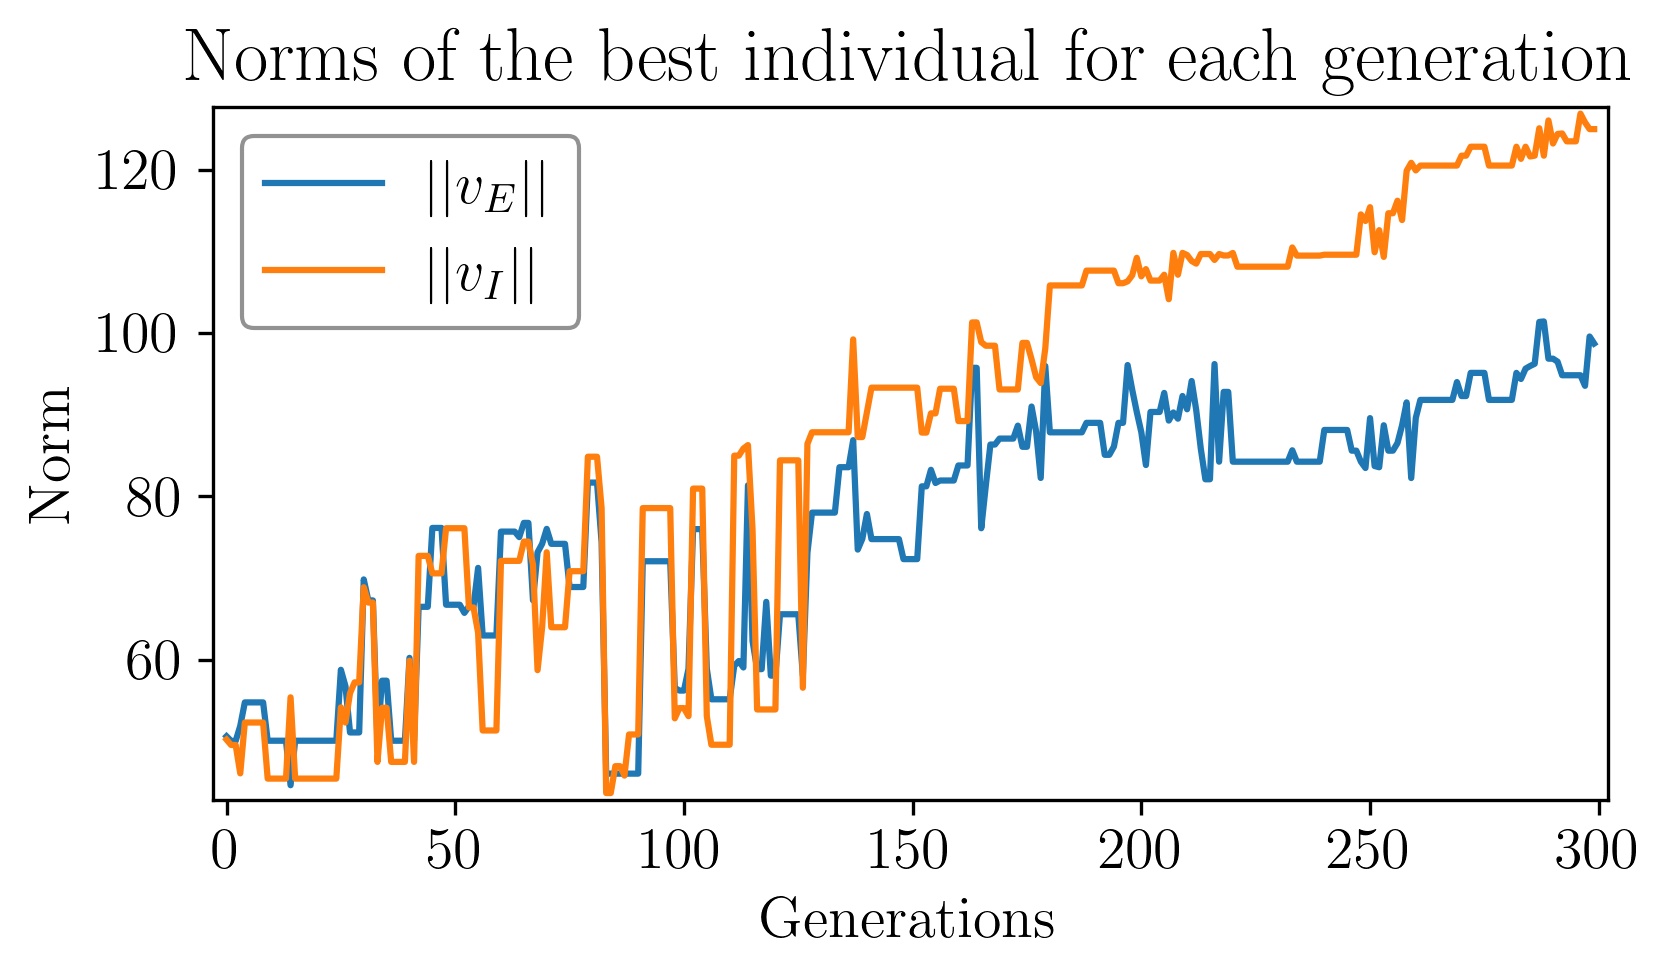 Norms of the best individual for each generation
||v_E||
||v_I||
120
100
80
60
Norm
0 50 100 150 200 250 300
Generations